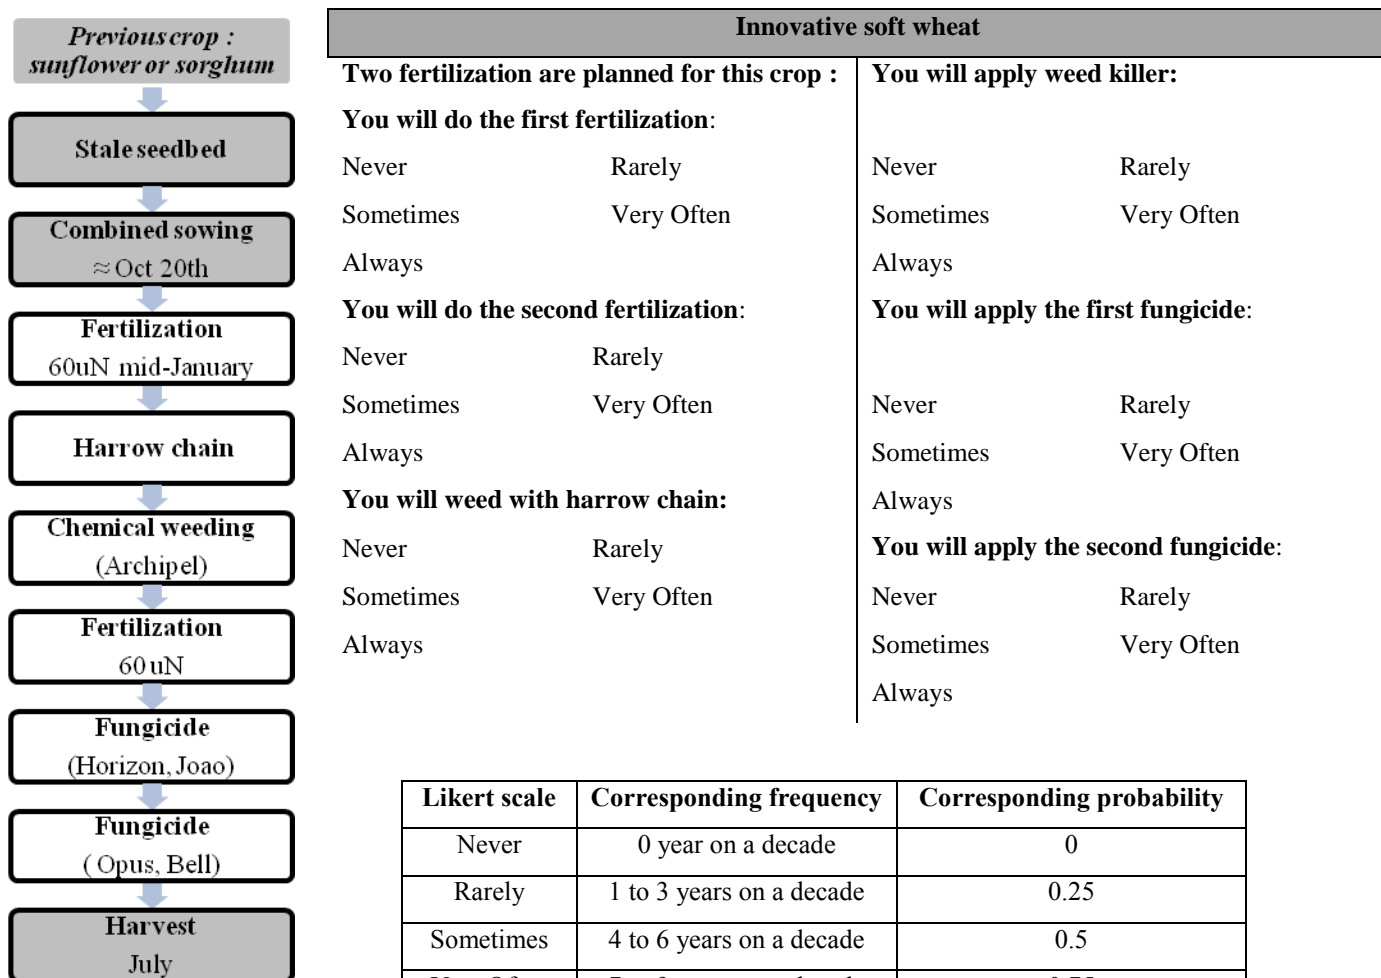 Previous crop :
sunflower or sorghum
Stale seedbed
Combined sowing
≈ Oct 20th
Fertilization
60uN mid-January
Harrow chain
Chemical weeding
(Archipel)
Fertilization
60 uN
Fungicide
(Horizon, Joao)
Fungicide
( Opus, Bell)
Harvest
July
Innovative soft wheat
Two fertilization are planned for this crop :
You will do the first fertilization:
Never Rarely
Sometimes Very Often
Always
You will do the second fertilization:
Never Rarely
Sometimes Very Often
Always
You will weed with harrow chain:
Never Rarely
Sometimes Very Often
Always
You will apply weed killer:
Never Rarely
Sometimes Very Often
Always
You will apply the first fungicide:
Never Rarely
Sometimes Very Often
Always
You will apply the second fungicide:
Never Rarely
Sometimes Very Often
Always
Likert scale Corresponding frequency Corresponding probability
Never 0 year on a decade 0
Rarely 1 to 3 years on a decade 0.25
Sometimes 4 to 6 years on a decade 0.5